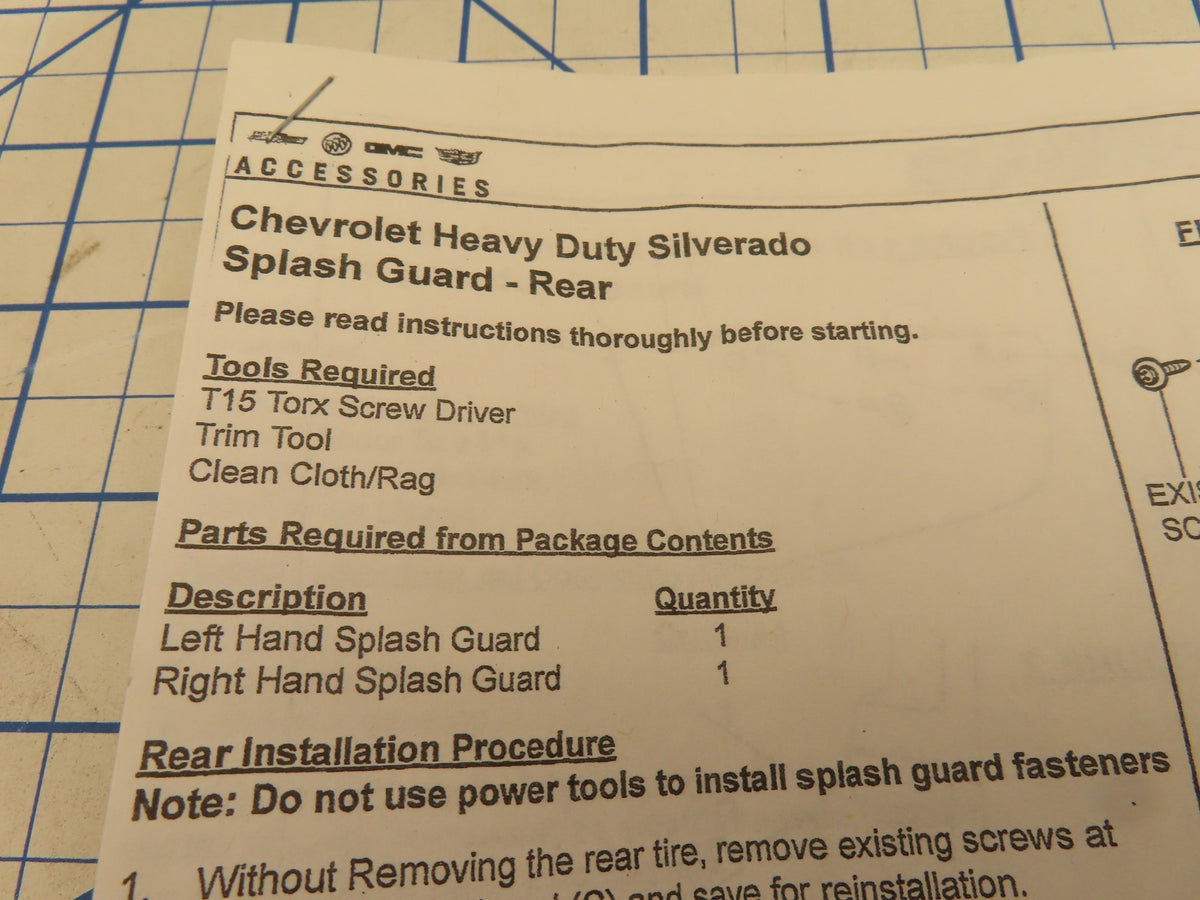 GMC
ACCESSORIES
Chevrolet Heavy Duty Silverado
Splash Guard - Rear
Please read instructions thoroughly before starting.
Tools Required
T15 Torx Screw Driver
Trim Tool
Clean Cloth/Rag
Parts Required from Package Contents
Description Quantity
Left Hand Splash Guard 1
Right Hand Splash Guard 1
Rear Installation Procedure
Note: Do not use power tools to install splash guard fasteners
1. Without Removing the rear tire, remove existing screws at
(C) and save for reinstallation.